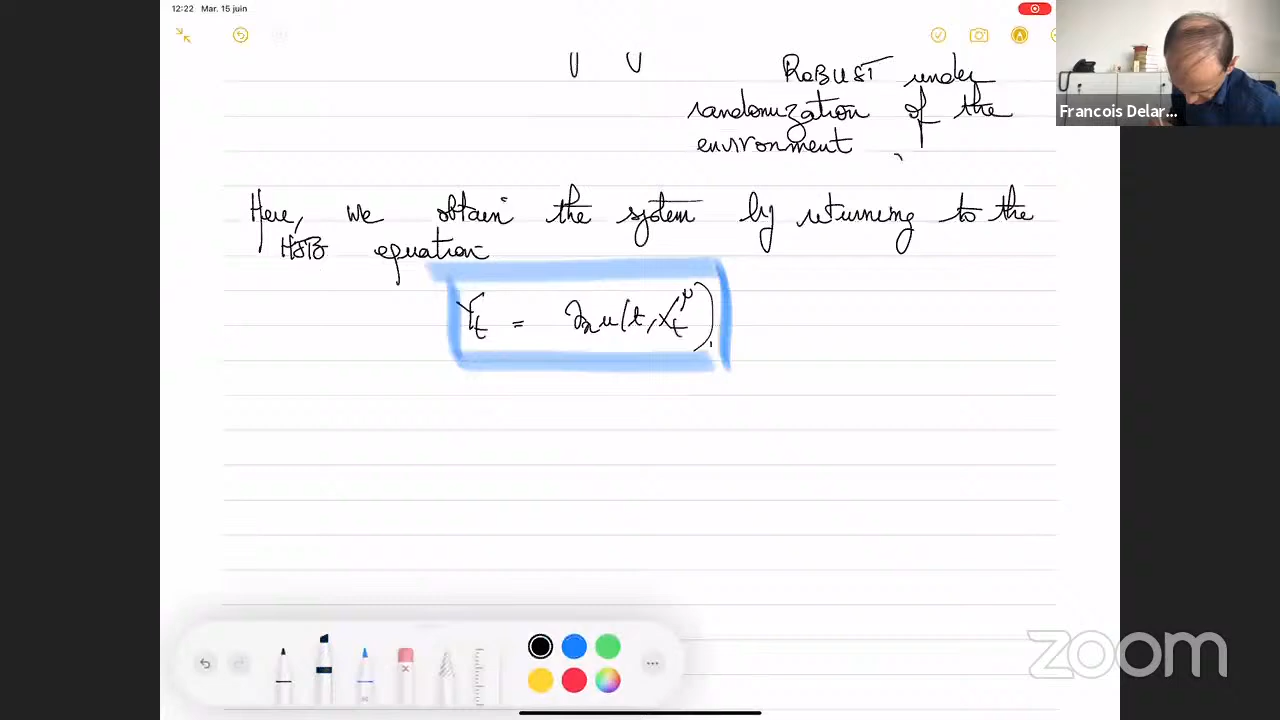 12:22 Mar. 15 juin
ROBUST under
randomization of the
environment
Francois Delar...
Here, we obtain the system by returning to the
HJB equation
Y_t = ∂_x u(t, X_t^μ).
zoom